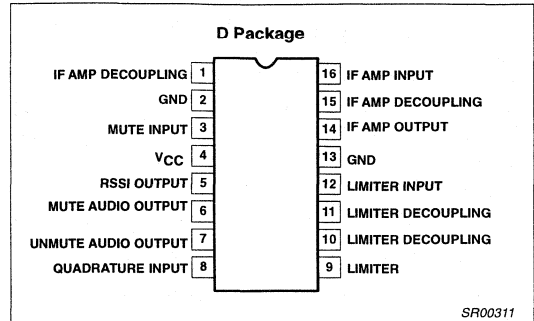 D Package
IF AMP DECOUPLING 1
GND 2
MUTE INPUT 3
VCC 4
RSSI OUTPUT 5
MUTE AUDIO OUTPUT 6
UNMUTE AUDIO OUTPUT 7
QUADRATURE INPUT 8
16 IF AMP INPUT
15 IF AMP DECOUPLING
14 IF AMP OUTPUT
13 GND
12 LIMITER INPUT
11 LIMITER DECOUPLING
10 LIMITER DECOUPLING
9 LIMITER
SR00311